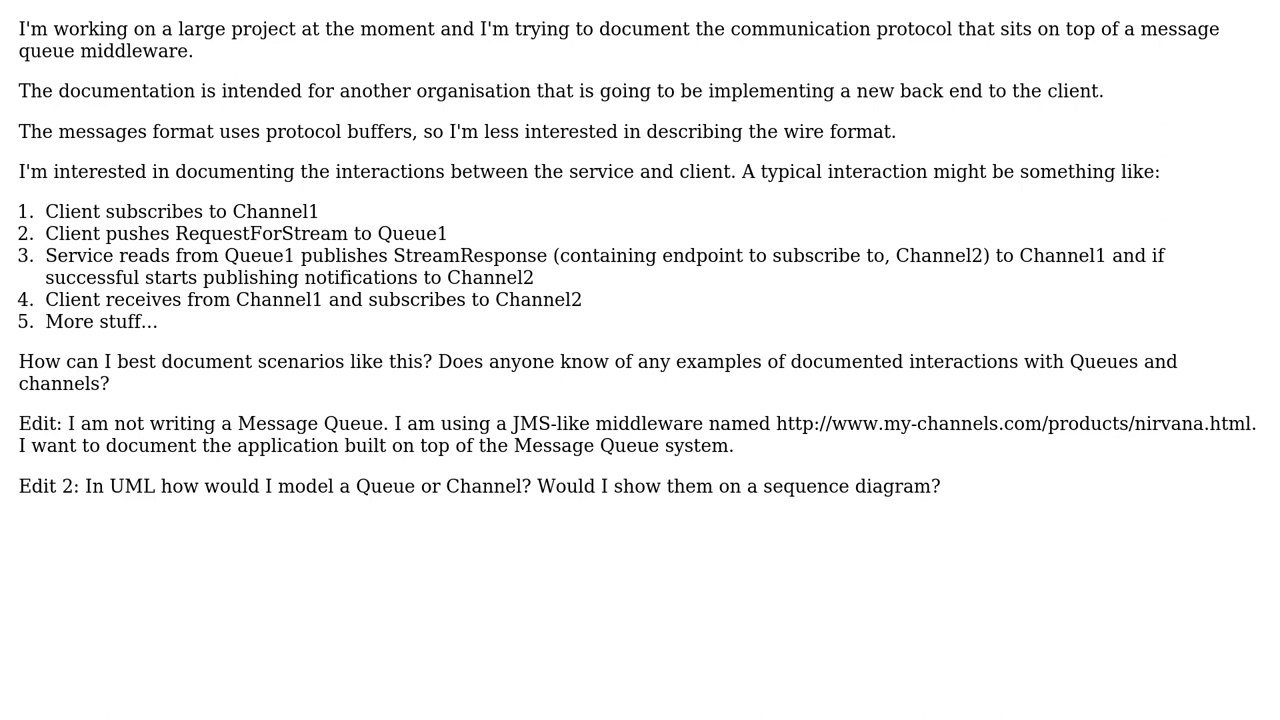 I'm working on a large project at the moment and I'm trying to document the communication protocol that sits on top of a message
queue middleware.
The documentation is intended for another organisation that is going to be implementing a new back end to the client.
The messages format uses protocol buffers, so I'm less interested in describing the wire format.
I'm interested in documenting the interactions between the service and client. A typical interaction might be something like:
1. Client subscribes to Channel1
2. Client pushes RequestForStream to Queue1
3. Service reads from Queue1 publishes StreamResponse (containing endpoint to subscribe to, Channel2) to Channel1 and if
successful starts publishing notifications to Channel2
4. Client receives from Channel1 and subscribes to Channel2
5. More stuff...
How can I best document scenarios like this? Does anyone know of any examples of documented interactions with Queues and
channels?
Edit: I am not writing a Message Queue. I am using a JMS-like middleware named http://www.my-channels.com/products/nirvana.html.
I want to document the application built on top of the Message Queue system.
Edit 2: In UML how would I model a Queue or Channel? Would I show them on a sequence diagram?